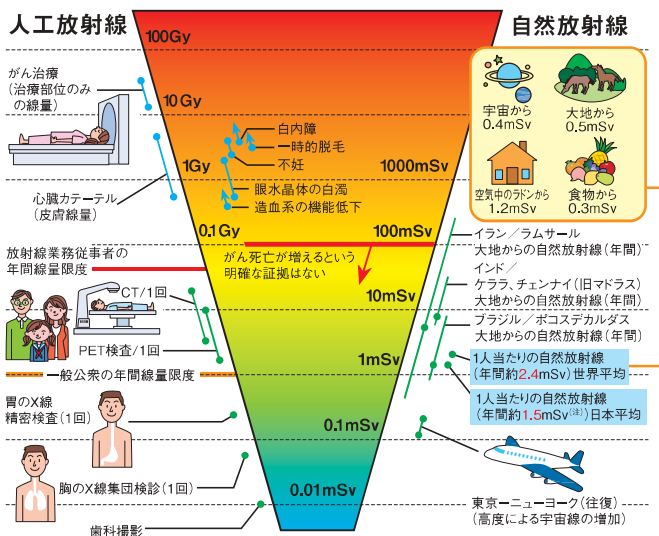 人工放射線
自然放射線
100Gy
がん治療
(治療部位のみ
の線量)
10Gy
宇宙から
0.4mSv
大地から
0.5mSv
白内障
一時的脱毛
不妊
1Gy
1000mSv
空気中のラドンから
1.2mSv
食物から
0.3mSv
眼水晶体の白濁
造血系の機能低下
心臓カテーテル
(皮膚線量)
0.1Gy
100mSv
イラン/ラムサール
大地からの自然放射線(年間)
放射線業務従事者の
年間線量限度
がん死亡が増えるという
明確な証拠はない
インド/
ケララ、チェンナイ(旧マドラス)
大地からの自然放射線(年間)
CT/1回
10mSv
ブラジル/ポコスデカルダス
大地からの自然放射線(年間)
PET検査/1回
1mSv
1人当たりの自然放射線
(年間約2.4mSv)世界平均
一般公衆の年間線量限度
1人当たりの自然放射線
(年間約1.5mSv(注))日本平均
胃のX線
精密検査(1回)
0.1mSv
胸のX線集団検診(1回)
0.01mSv
東京ーニューヨーク(往復)
(高度による宇宙線の増加)
歯科撮影